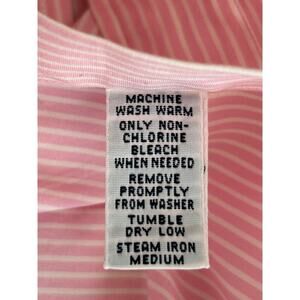 MACHINE
WASH WARM
ONLY NON-
CHLORINE
BLEACH
WHEN NEEDED
REMOVE
PROMPTLY
FROM WASHER
TUMBLE
DRY LOW
STEAM IRON
MEDIUM